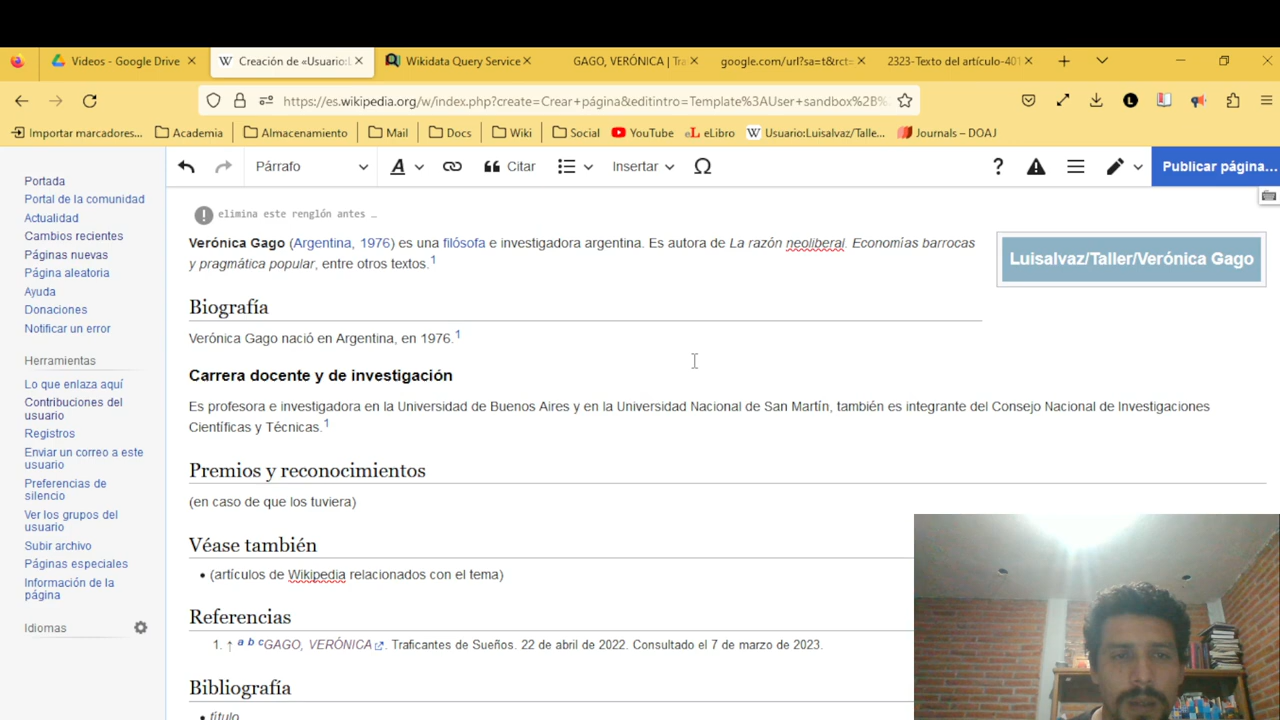 Videos - Google Drive
Creación de «Usuario:L
Wikidata Query Service
GAGO, VERÓNICA | Tra
google.com/url?sa=t&rct=
2323-Texto del artículo-401
https://es.wikipedia.org/w/index.php?create=Crear+página&editintro=Template%3AUser+sandbox%2B%
Importar marcadores...
Academia
Almacenamiento
Mail
Docs
Wiki
Social
YouTube
eLibro
Usuario:Luisalvaz/Talle...
Journals – DOAJ
Párrafo
A
Citar
Insertar
Ω
?
Publicar página...
Portada
Portal de la comunidad
Actualidad
Cambios recientes
Páginas nuevas
Página aleatoria
Ayuda
Donaciones
Notificar un error
Herramientas
Lo que enlaza aquí
Contribuciones del
usuario
Registros
Enviar un correo a este
usuario
Preferencias de
silencio
Ver los grupos del
usuario
Subir archivo
Páginas especiales
Información de la
página
Idiomas
elimina este renglón antes …
Verónica Gago (Argentina, 1976) es una filósofa e investigadora argentina. Es autora de La razón neoliberal. Economías barrocas
y pragmática popular, entre otros textos.1
Luisalvaz/Taller/Verónica Gago
Biografía
Verónica Gago nació en Argentina, en 1976.1
Carrera docente y de investigación
Es profesora e investigadora en la Universidad de Buenos Aires y en la Universidad Nacional de San Martín, también es integrante del Consejo Nacional de Investigaciones
Científicas y Técnicas.1
Premios y reconocimientos
(en caso de que los tuviera)
Véase también
• (artículos de Wikipedia relacionados con el tema)
Referencias
1. ↑ a b cGAGO, VERÓNICA. Traficantes de Sueños. 22 de abril de 2022. Consultado el 7 de marzo de 2023.
Bibliografía
• título